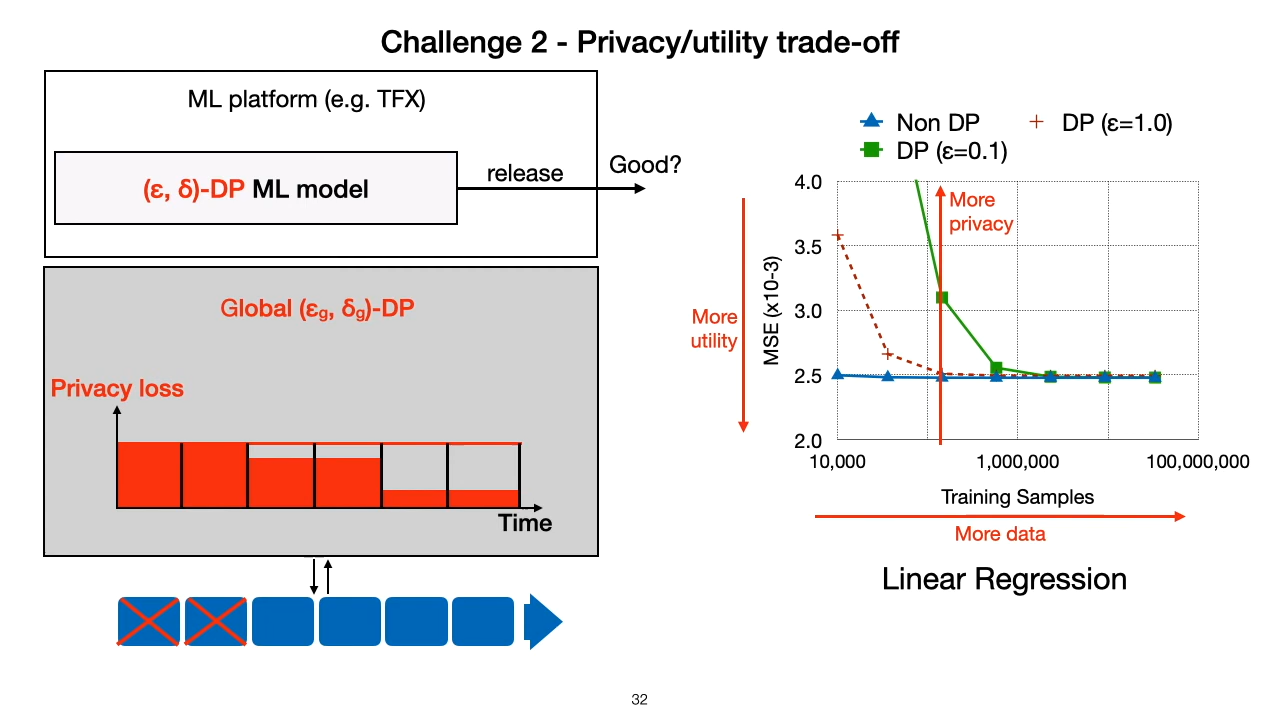 Challenge 2 - Privacy/utility trade-off
ML platform (e.g. TFX)
(ε, δ)-DP ML model
release
Good?
Global (εg, δg)-DP
Privacy loss
Time
Non DP
DP (ε=1.0)
DP (ε=0.1)
More
utility
More
privacy
MSE (x10-3)
4.0
3.5
3.0
2.5
2.0
10,000
1,000,000
100,000,000
Training Samples
More data
Linear Regression
32